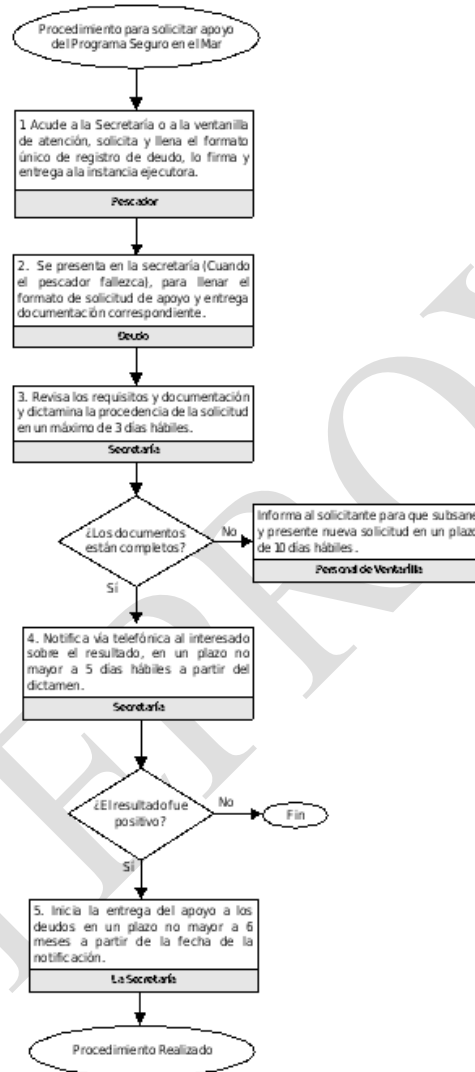 Procedimiento para solicitar apoyo
del Programa Seguro en el Mar
1 Acude a la Secretaría o a la ventanilla
de atención, solicita y llena el formato
único de registro de deudo, lo firma y
entrega a la instancia ejecutora.
Pescador
2. Se presenta en la secretaría (Cuando
el pescador fallezca), para llenar el
formato de solicitud de apoyo y entrega
documentación correspondiente.
Deudo
3. Revisa los requisitos y documentación
y dictamina la procedencia de la solicitud
en un máximo de 3 días hábiles.
Secretaría
¿Los documentos
están completos?
No
Informa al solicitante para que subsane
y presente nueva solicitud en un plazo
de 10 días hábiles.
Personal de Ventanilla
Sí
4. Notifica vía telefónica al interesado
sobre el resultado, en un plazo no
mayor a 5 días hábiles a partir del
dictamen.
Secretaría
¿El resultado fue
positivo?
No
Fin
Sí
5. Inicia la entrega del apoyo a los
deudos en un plazo no mayor a 6
meses a partir de la fecha de la
notificación.
La Secretaría
Procedimiento Realizado